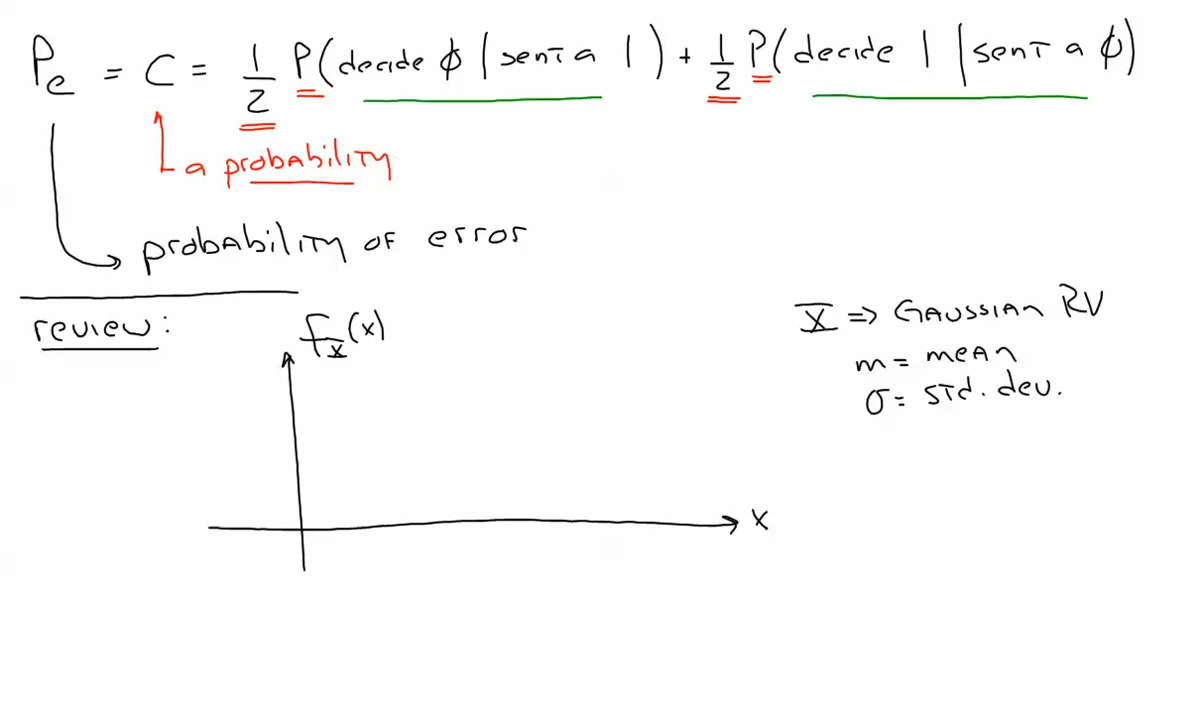 Pe = C = 1/2 P(decide ϕ | sent a 1) + 1/2 P(decide 1 | sent a ϕ)
a probability
probability of error
review:
f_X(x)
X => Gaussian RV
m = mean
σ = std. dev.
x